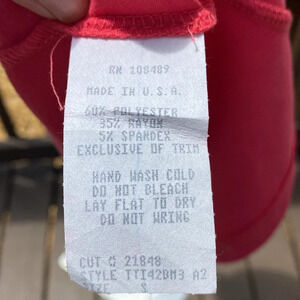 RN 108489
MADE IN U.S.A.
60% POLYESTER
35% RAYON
5% SPANDEX
EXCLUSIVE OF TRIM
HAND WASH COLD
DO NOT BLEACH
LAY FLAT TO DRY
DO NOT WRING
CUT # 21848
STYLE TTI42BM3 A2
SIZE S